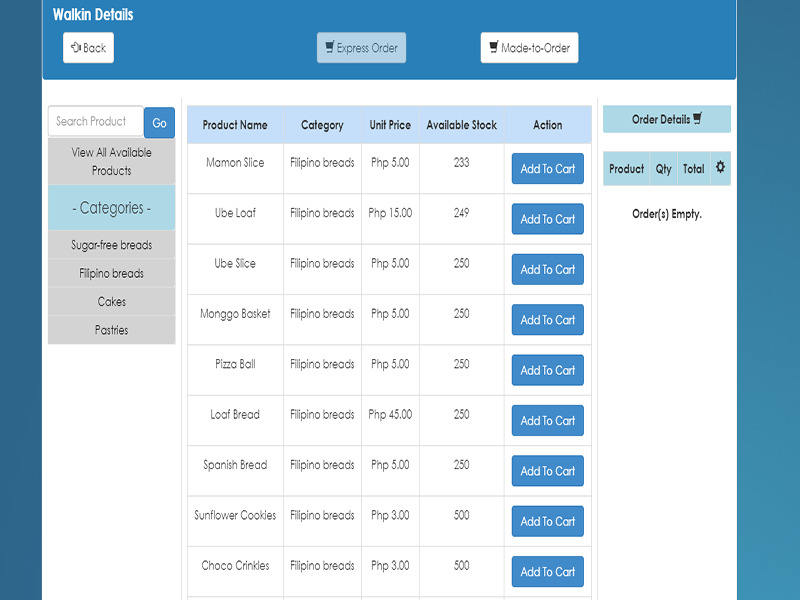 Walkin Details
Back
Express Order
Made-to-Order
Search Product
Go
View All Available
Products
- Categories -
Sugar-free breads
Filipino breads
Cakes
Pastries
Product Name Category Unit Price Available Stock Action
Mamon Slice Filipino breads Php 5.00 233 Add To Cart
Ube Loaf Filipino breads Php 15.00 249 Add To Cart
Ube Slice Filipino breads Php 5.00 250 Add To Cart
Monggo Basket Filipino breads Php 5.00 250 Add To Cart
Pizza Ball Filipino breads Php 5.00 250 Add To Cart
Loaf Bread Filipino breads Php 45.00 250 Add To Cart
Spanish Bread Filipino breads Php 5.00 250 Add To Cart
Sunflower Cookies Filipino breads Php 3.00 500 Add To Cart
Choco Crinkles Filipino breads Php 3.00 500 Add To Cart
Order Details
Product Qty Total
Order(s) Empty.